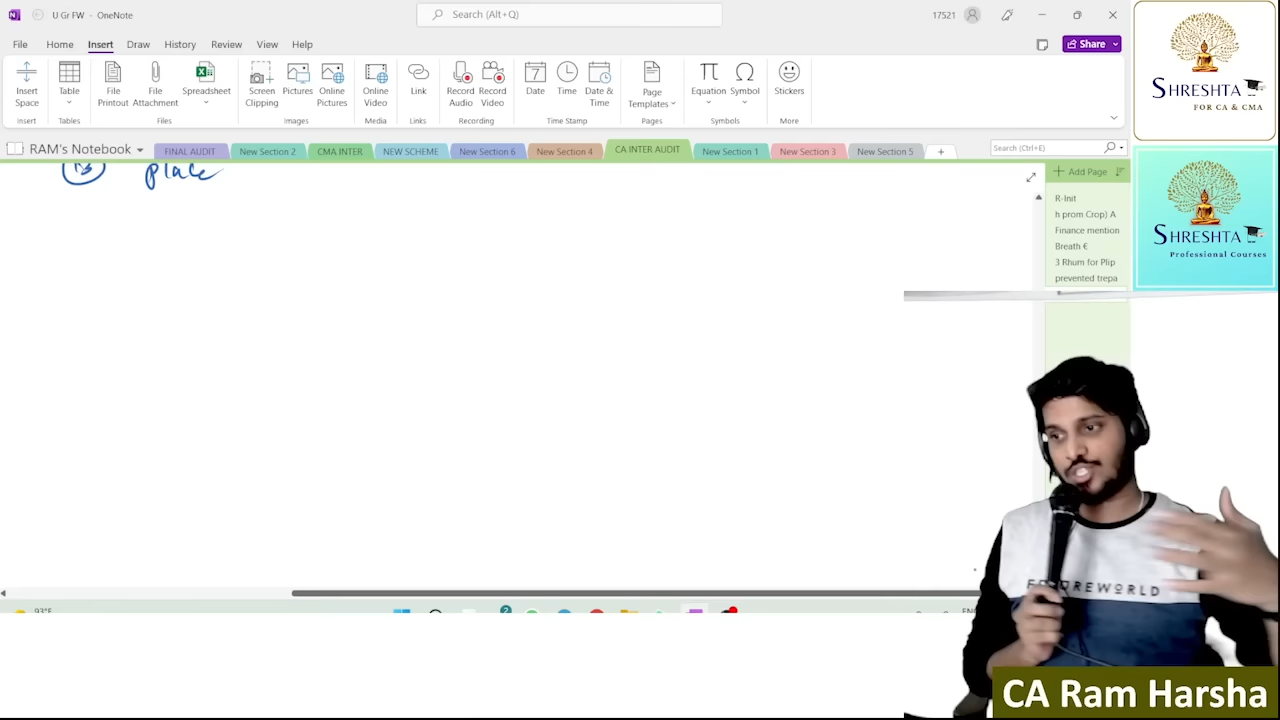 U Gr FW - OneNote
Search (Alt+Q)
17521
File Home Insert Draw History Review View Help
Share
Insert Space
Table
File Printout
File Attachment
Spreadsheet
Screen Clipping
Pictures
Online Pictures
Online Video
Link
Record Audio
Record Video
Date
Time
Date & Time
Page Templates
Equation
Symbol
Stickers
Insert Tables Files Images Media Links Recording Time Stamp Pages Symbols More
RAM's Notebook
FINAL AUDIT New Section 2 CMA INTER NEW SCHEME New Section 6 New Section 4 CA INTER AUDIT New Section 1 New Section 3 New Section 5 +
Search (Ctrl+E)
place
Add Page
R-Init
h prom Crop) A
Finance mention
Breath €
3 Rhum for Plip
prevented trepa
SHRESHTA
FOR CA & CMA
SHRESHTA
Professional Courses
93°F
2
REWORLD
CA Ram Harsha